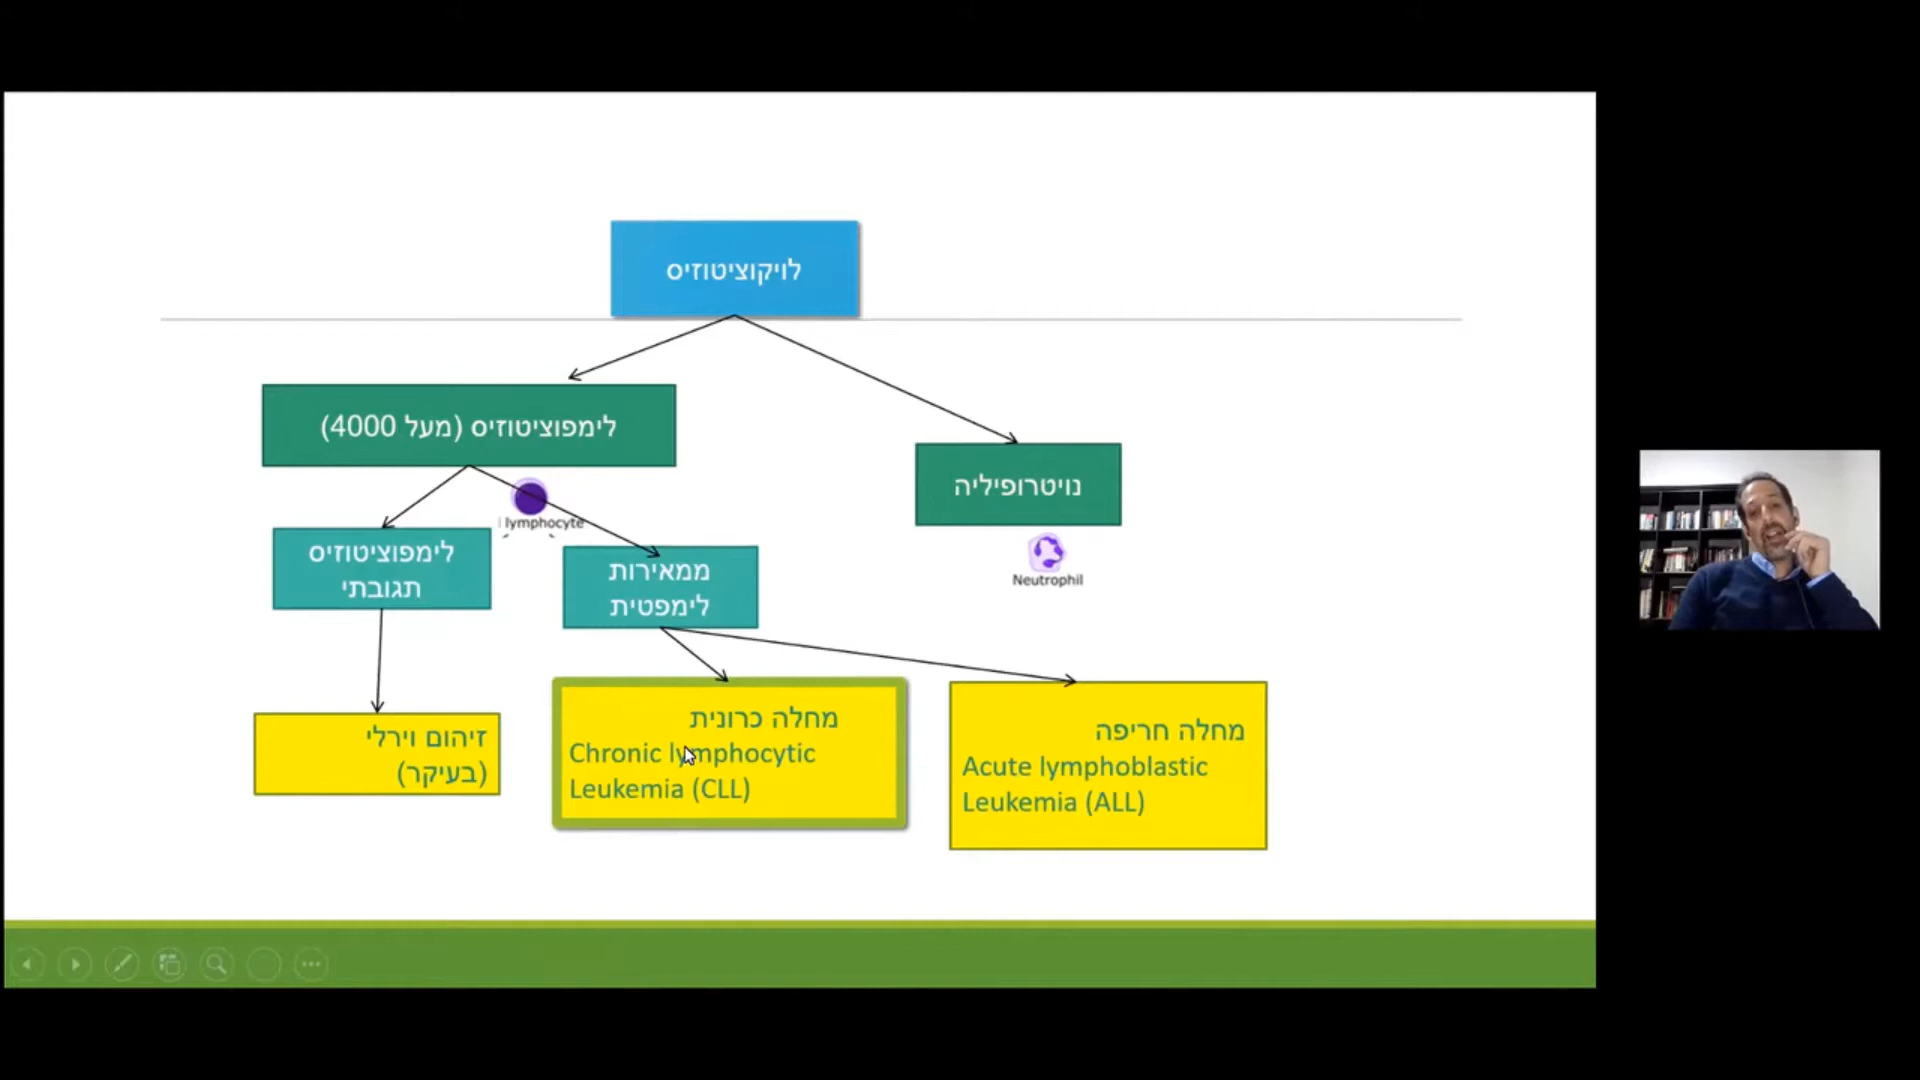 לויקוציטוזיס
לימפוציטוזיס (מעל 4000)
נויטרופיליה
lymphocyte
Neutrophil
לימפוציטוזיס
תגובתי
ממאירות
לימפטית
זיהום וירלי
(בעיקר)
מחלה כרונית
Chronic lymphocytic
Leukemia (CLL)
מחלה חריפה
Acute lymphoblastic
Leukemia (ALL)